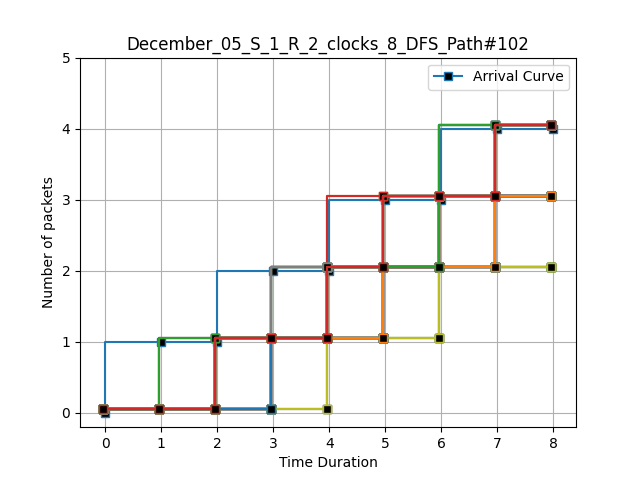 December_05_S_1_R_2_clocks_8_DFS_Path#102
Arrival Curve
Number of packets
5
4
3
2
1
0
0 1 2 3 4 5 6 7 8
Time Duration